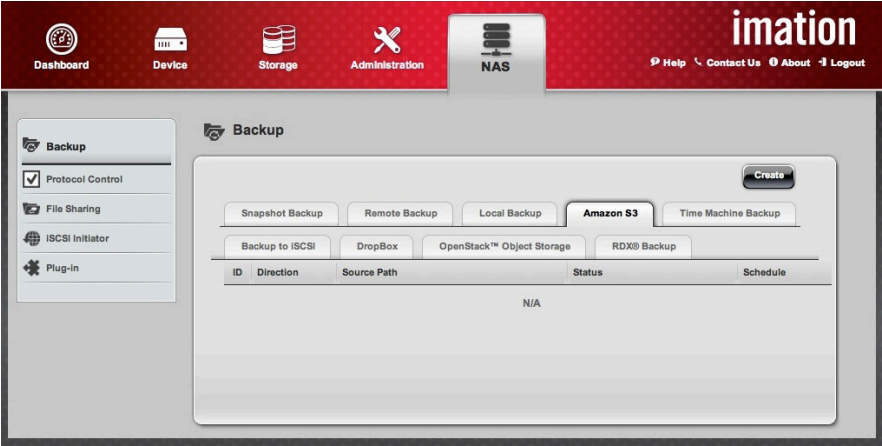 imation
Dashboard Device Storage Administration NAS
Help Contact Us About Logout
Backup
Protocol Control
File Sharing
iSCSI Initiator
Plug-in
Backup
Create
Snapshot Backup Remote Backup Local Backup Amazon S3 Time Machine Backup
Backup to iSCSI DropBox OpenStack™ Object Storage RDX® Backup
ID Direction Source Path Status Schedule
N/A